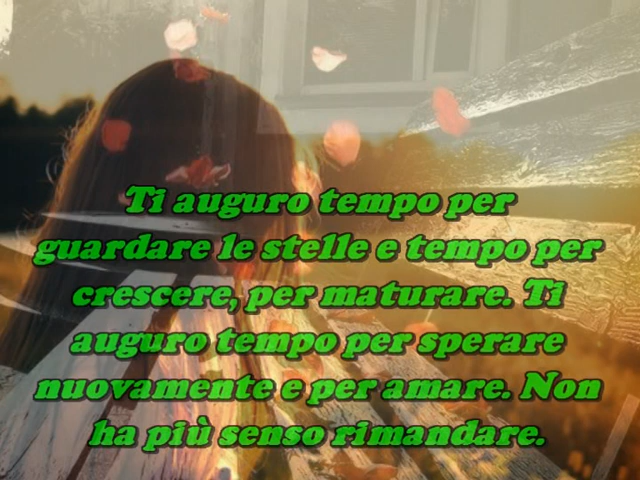 Ti auguro tempo per
guardare le stelle e tempo per
crescere, per maturare. Ti
auguro tempo per sperare
nuovamente e per amare. Non
ha più senso rimandare.